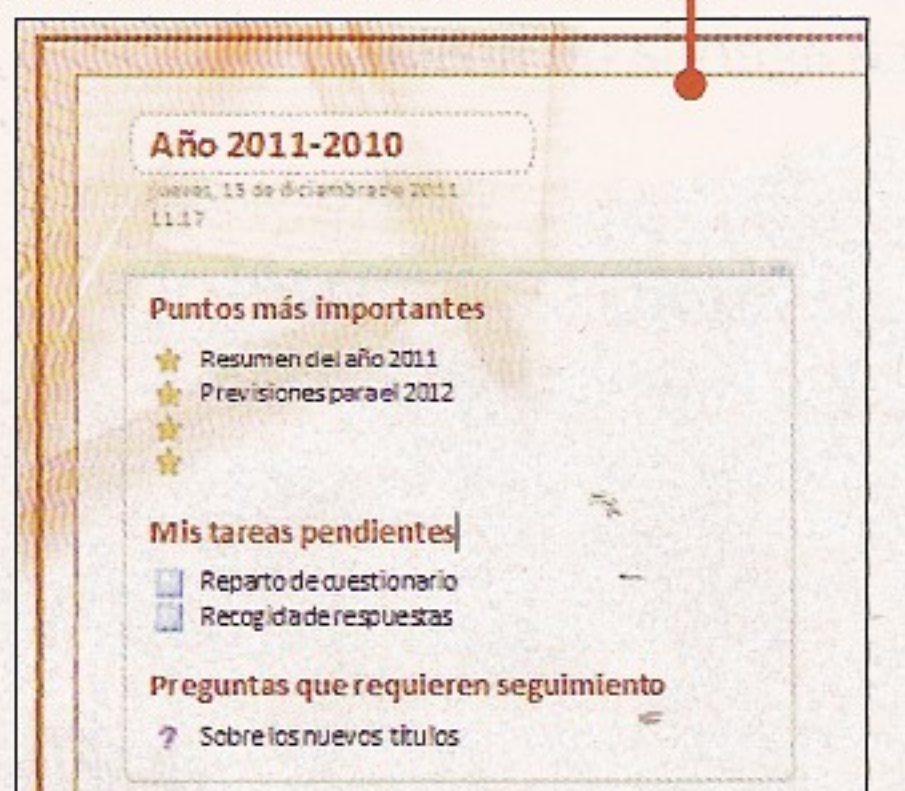 Año 2011-2010
jueves, 15 de diciembre de 2011
11:17
Puntos más importantes
Resumen del año 2011
Previsiones para el 2012
Mis tareas pendientes
Reparto de cuestionario
Recogida de respuestas
Preguntas que requieren seguimiento
? Sobre los nuevos títulos